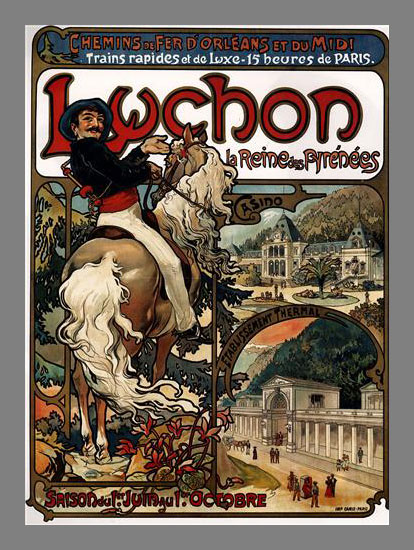 CHEMINS DE FER D'ORLÉANS ET DU MIDI
Trains rapides et de Luxe - 15 heures de PARIS.
Luchon
la Reine des Pyrénées
CASINO
ETABLISSEMENT THERMAL
SAISON du 1er JUIN au 1er OCTOBRE